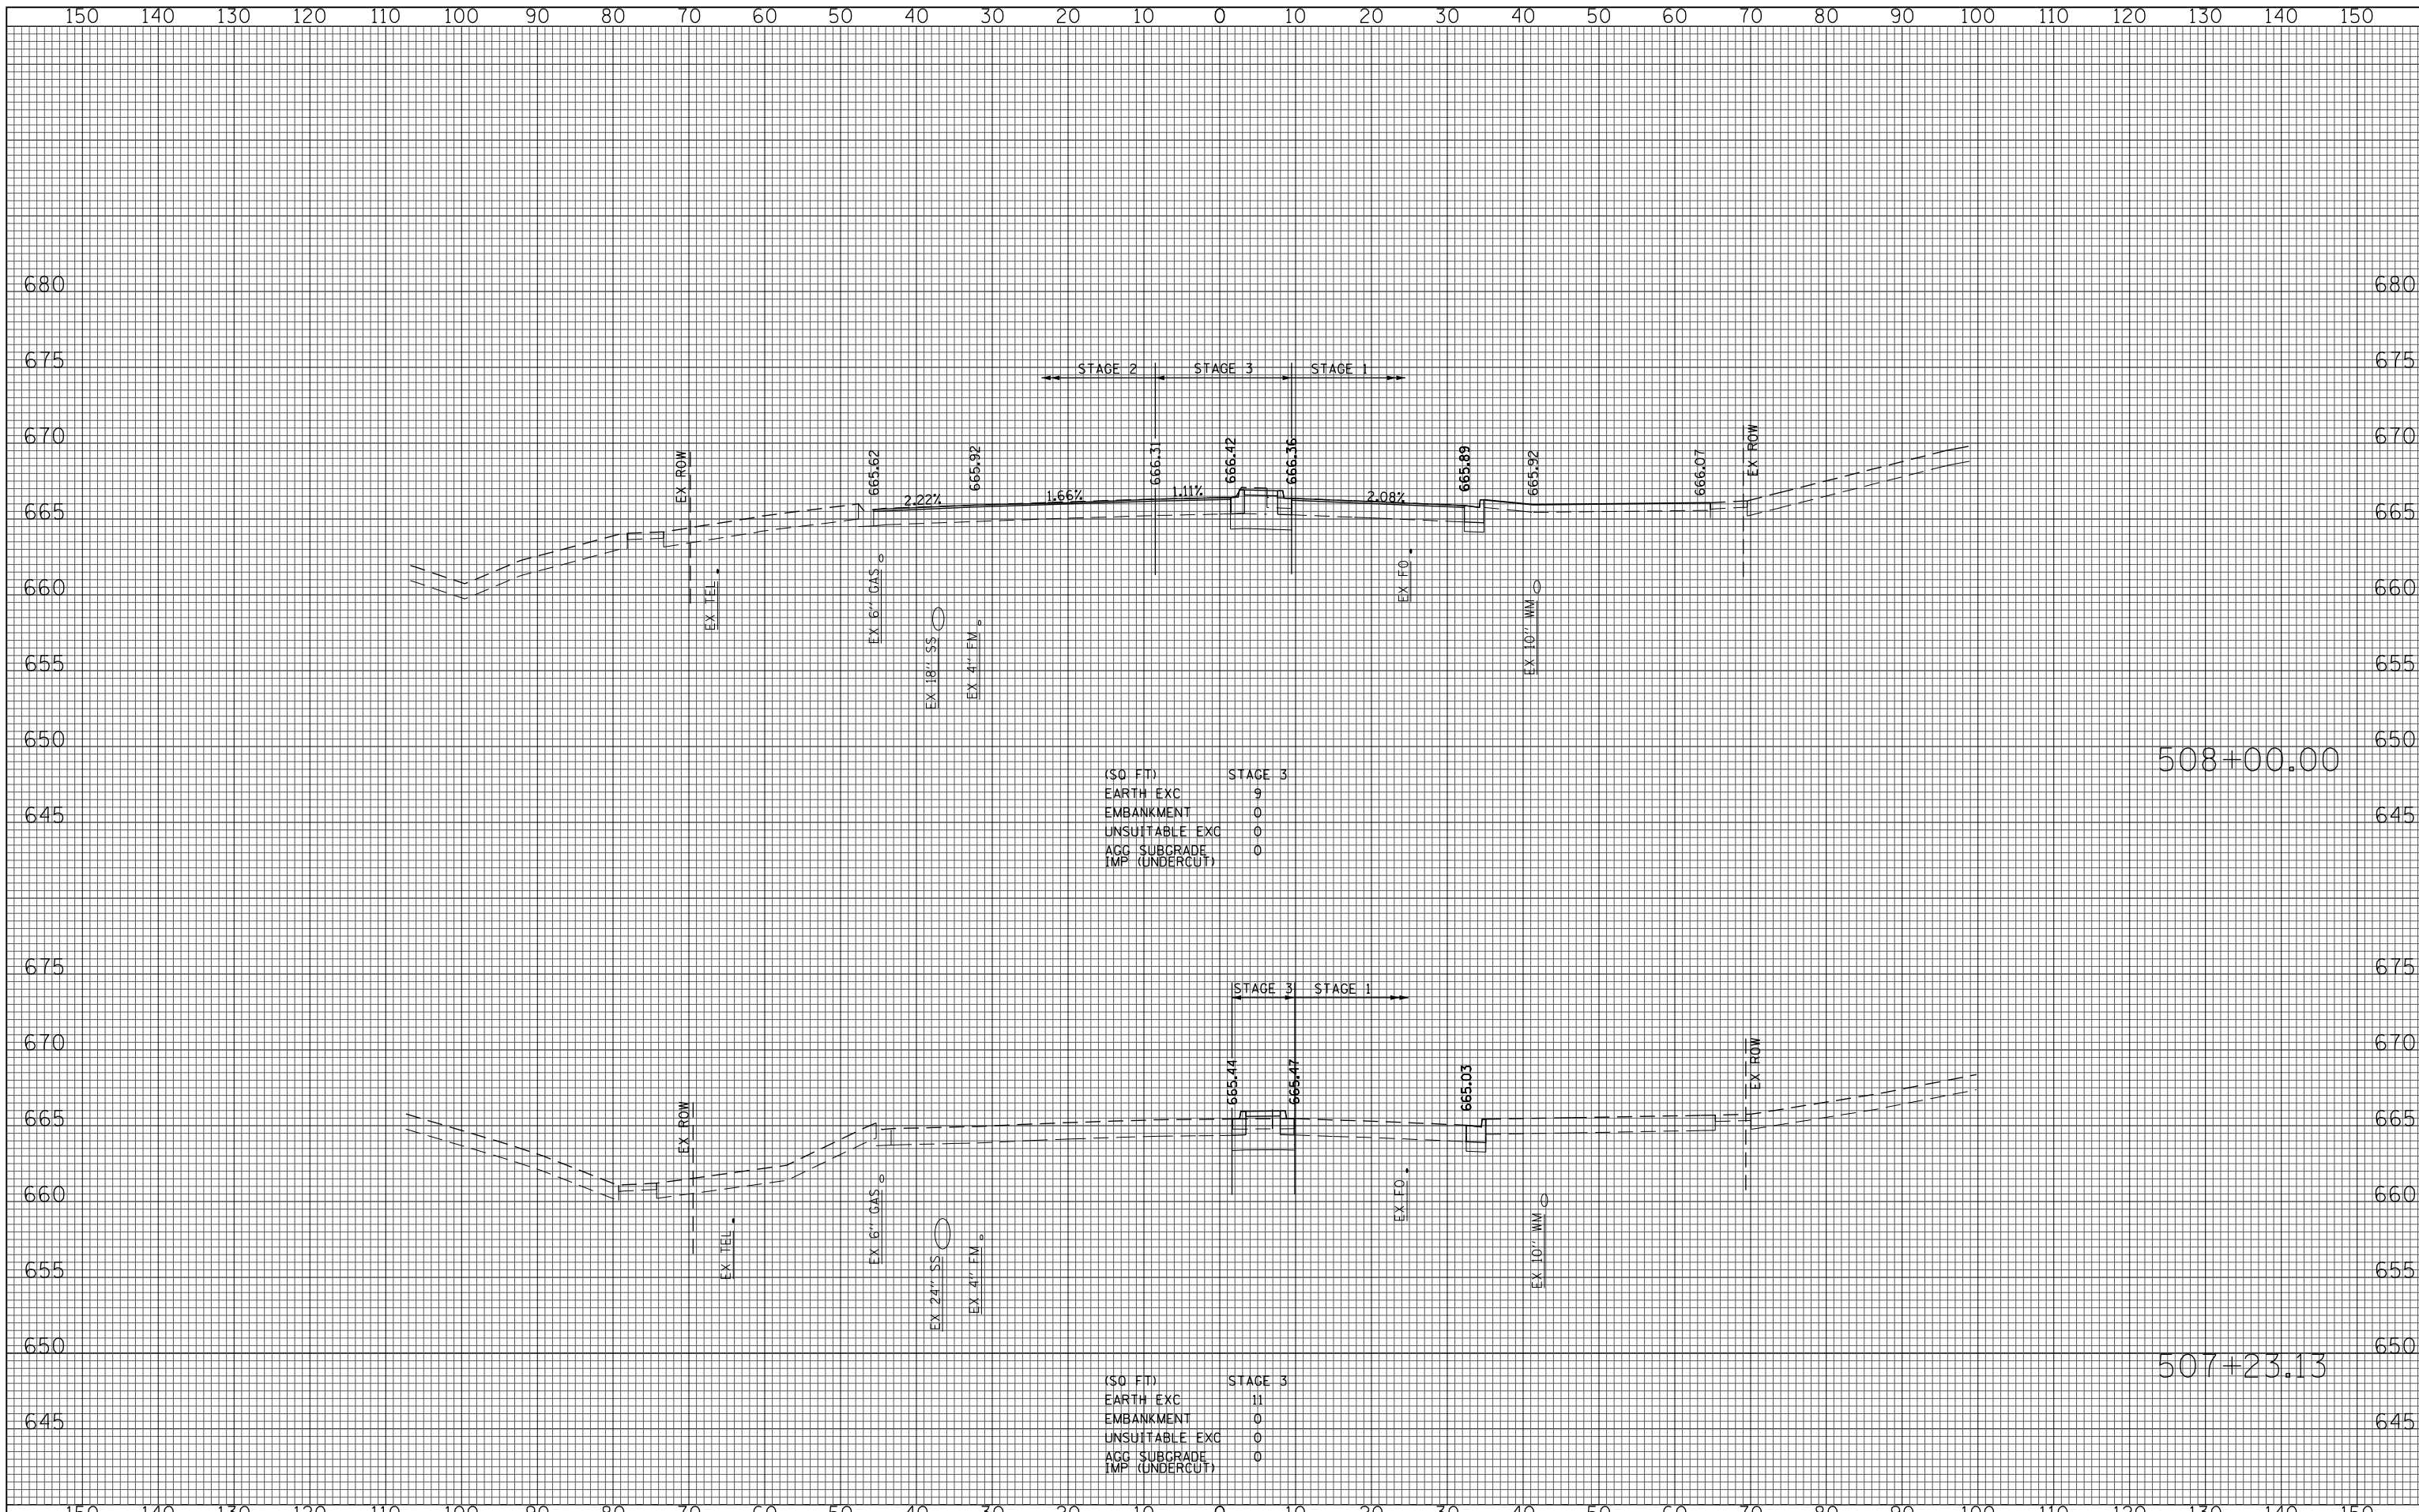 150 140 130 120 110 100 90 80 70 60 50 40 30 20 10 0 10 20 30 40 50 60 70 80 90 100 110 120 130 140 150
680 680
675 STAGE 2 STAGE 3 STAGE 1 675
670 670
EX ROW 665.62 665.92 666.31 666.42 666.36 665.89 665.92 666.07 EX ROW
2.22% 1.66% 1.11% 2.08%
665 665
660 660
EX TEL EX 6" GAS EX 18" SS EX 4" FM EX FO EX 10" WM
655 655
650 650
508+00.00
(SQ FT) STAGE 3
EARTH EXC 9
645 645
EMBANKMENT 0
UNSUITABLE EXC 0
AGG SUBGRADE 0
IMP (UNDERCUT)
675 675
STAGE 3 STAGE 1
670 670
EX ROW 665.44 665.47 665.03 EX ROW
665 665
660 660
EX TEL EX 6" GAS EX 24" SS EX 4" FM EX FO EX 10" WM
655 655
650 650
507+23.13
(SQ FT) STAGE 3
EARTH EXC 11
645 645
EMBANKMENT 0
UNSUITABLE EXC 0
AGG SUBGRADE 0
IMP (UNDERCUT)
150 140 130 120 110 100 90 80 70 60 50 40 30 20 10 0 10 20 30 40 50 60 70 80 90 100 110 120 130 140 150